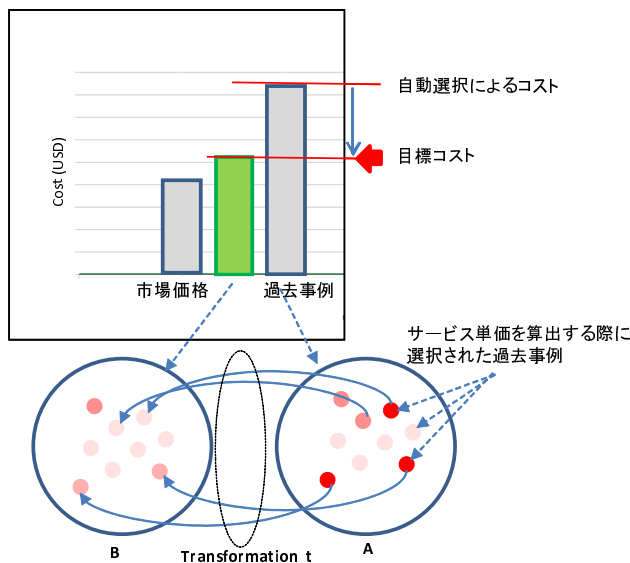 自動選択によるコスト
目標コスト
Cost (USD)
市場価格
過去事例
サービス単価を算出する際に
選択された過去事例
B
Transformation t
A